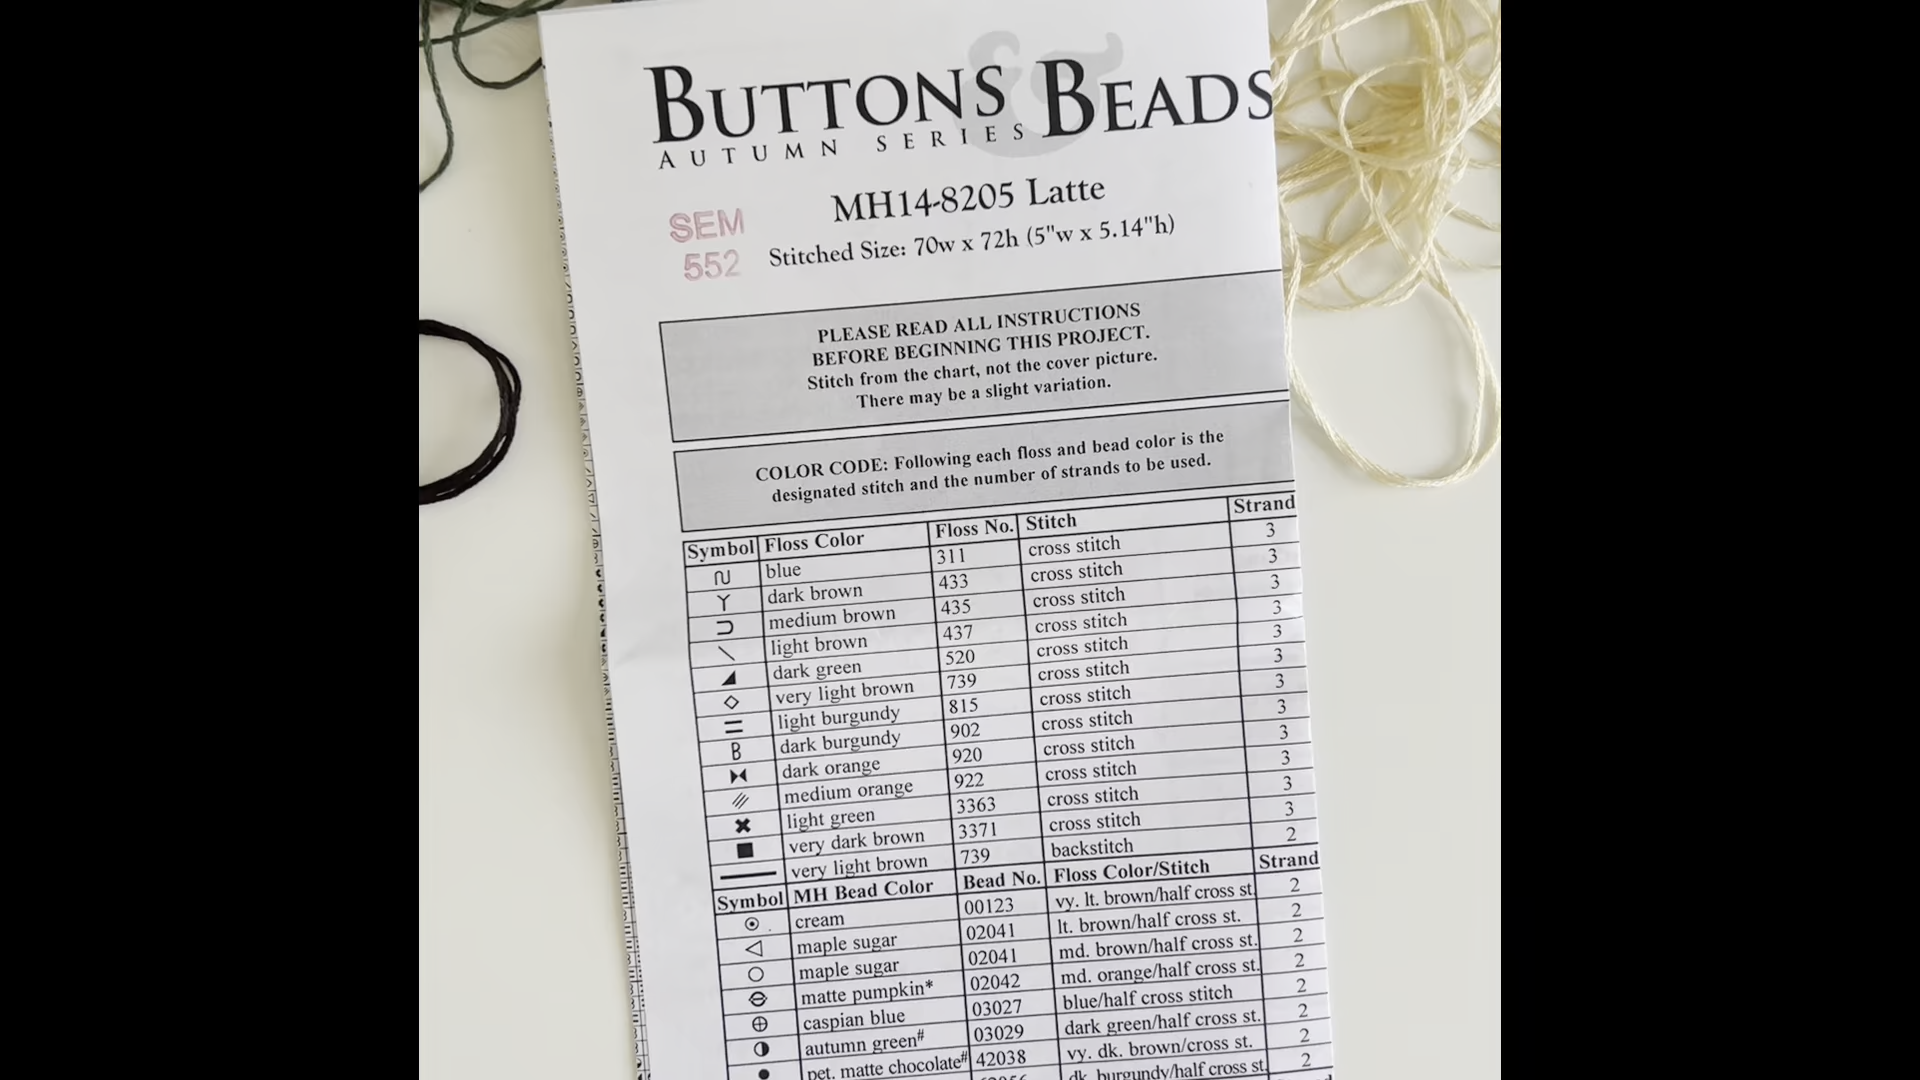 BUTTONS & BEADS
AUTUMN SERIES
SEM
552
MH14-8205 Latte
Stitched Size: 70w x 72h (5"w x 5.14"h)
PLEASE READ ALL INSTRUCTIONS
BEFORE BEGINNING THIS PROJECT.
Stitch from the chart, not the cover picture.
There may be a slight variation.
COLOR CODE: Following each floss and bead color is the
designated stitch and the number of strands to be used.
Symbol Floss Color Floss No. Stitch Strand
blue 311 cross stitch 3
Y dark brown 433 cross stitch 3
⊃ medium brown 435 cross stitch 3
\ light brown 437 cross stitch 3
◢ dark green 520 cross stitch 3
◇ very light brown 739 cross stitch 3
= light burgundy 815 cross stitch 3
B dark burgundy 902 cross stitch 3
⧓ dark orange 920 cross stitch 3
/// medium orange 922 cross stitch 3
✖ light green 3363 cross stitch 3
■ very dark brown 3371 cross stitch 3
— very light brown 739 backstitch 2
Symbol MH Bead Color Bead No. Floss Color/Stitch Strand
⊙ cream 00123 vy. lt. brown/half cross st. 2
◁ maple sugar 02041 lt. brown/half cross st. 2
○ maple sugar 02041 md. brown/half cross st. 2
⊖ matte pumpkin* 02042 md. orange/half cross st. 2
⊕ caspian blue 03027 blue/half cross stitch 2
◑ autumn green# 03029 dark green/half cross st. 2
● pet. matte chocolate# 42038 vy. dk. brown/cross st. 2
dk. burgundy/half cross st. 2